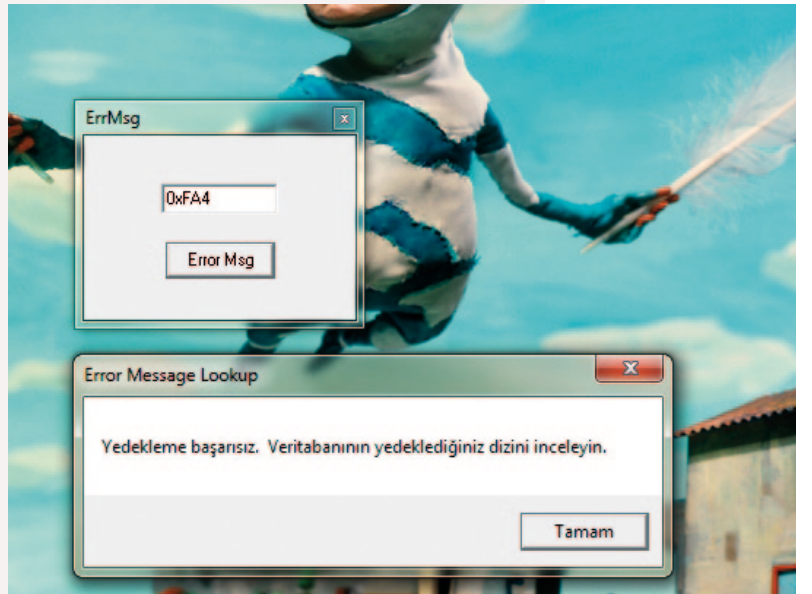 ErrMsg
0xFA4
Error Msg
Error Message Lookup
Yedekleme başarısız. Veritabanının yedeklediğiniz dizini inceleyin.
Tamam